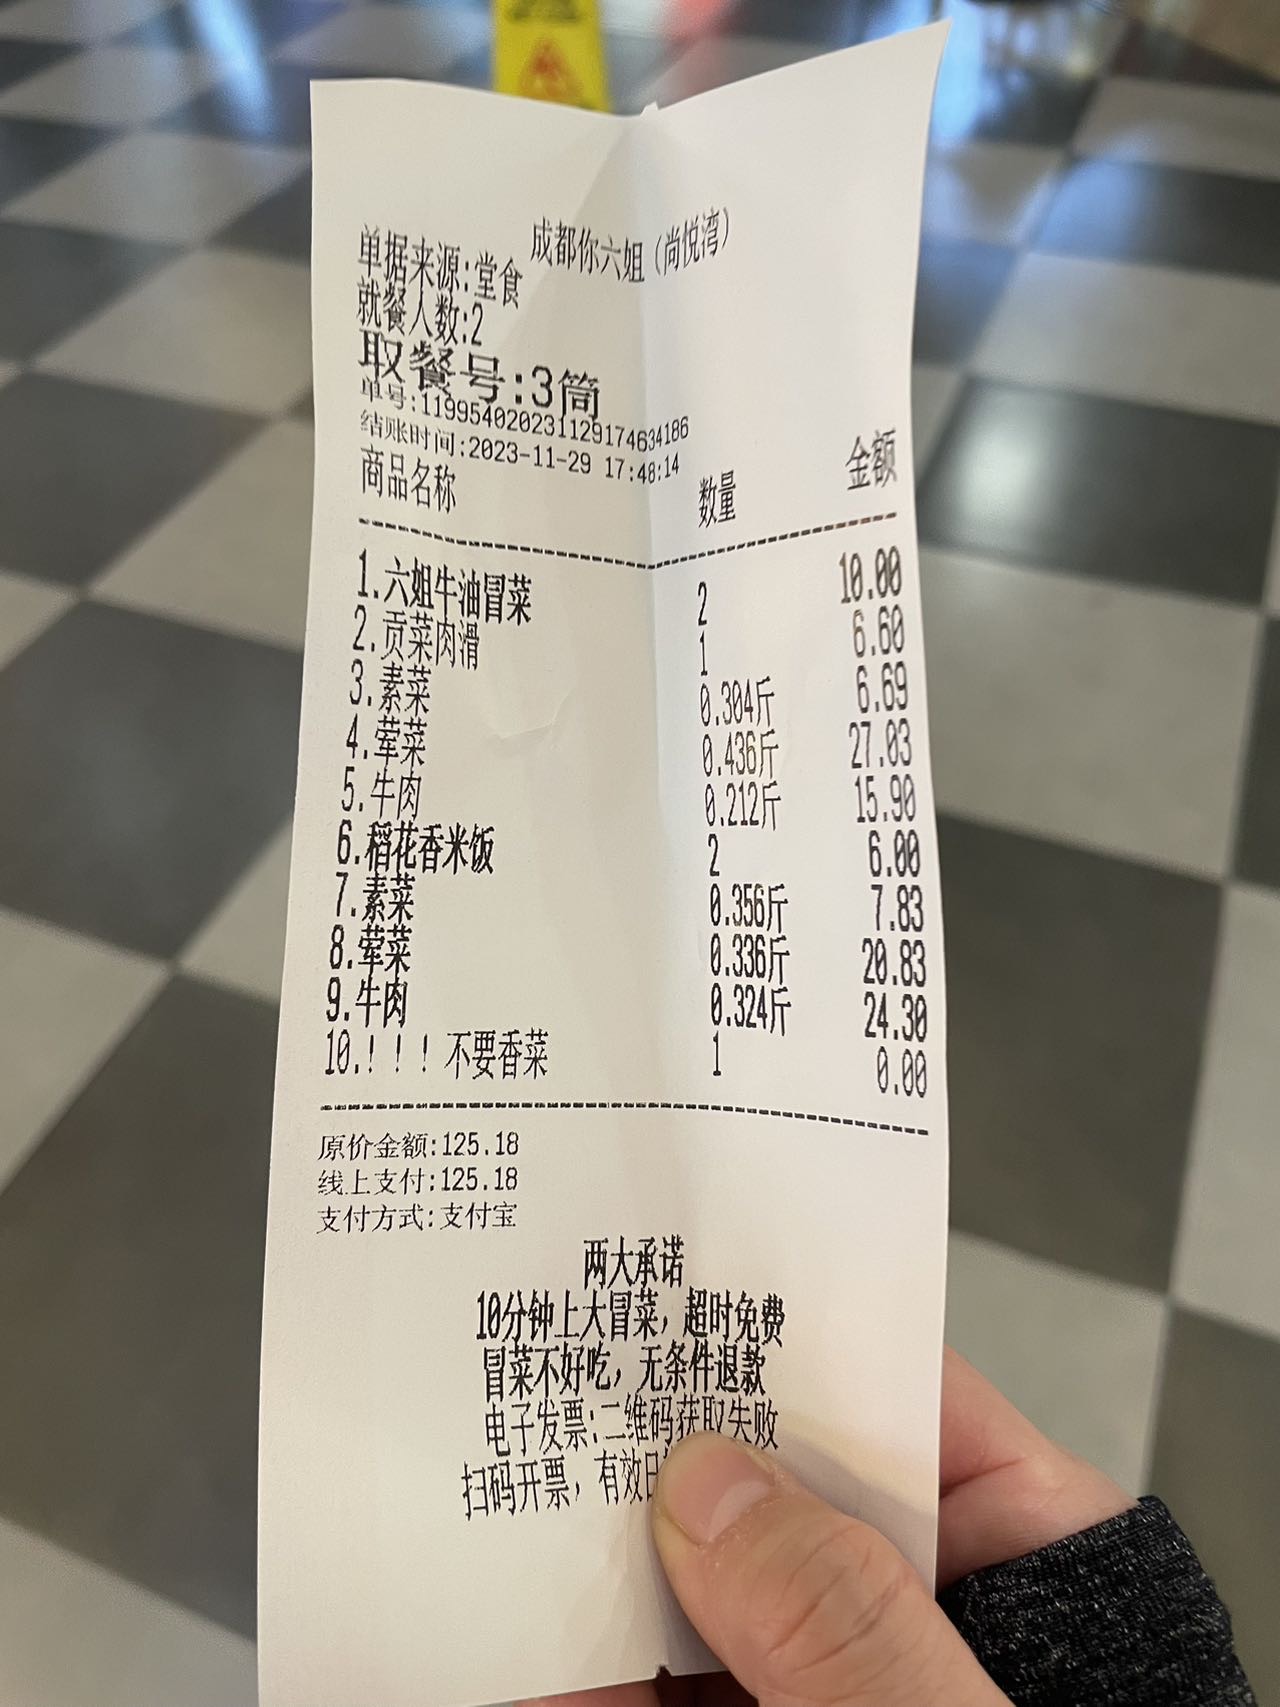 成都你六姐（尚悦湾）
单据来源:堂食
就餐人数:2
取餐号:3筒
单号:119954020231129174634186
结账时间:2023-11-29 17:48:14
商品名称 数量 金额
1.六姐牛油冒菜 2 10.00
2.贡菜肉滑 1 6.60
3.素菜 0.304斤 6.69
4.荤菜 0.436斤 27.03
5.牛肉 0.212斤 15.90
6.稻花香米饭 2 6.00
7.素菜 0.356斤 7.83
8.荤菜 0.336斤 20.83
9.牛肉 0.324斤 24.30
10.！！！不要香菜 1 0.00
原价金额:125.18
线上支付:125.18
支付方式:支付宝
两大承诺
10分钟上大冒菜，超时免费
冒菜不好吃，无条件退款
电子发票:二维码获取失败
扫码开票，有效